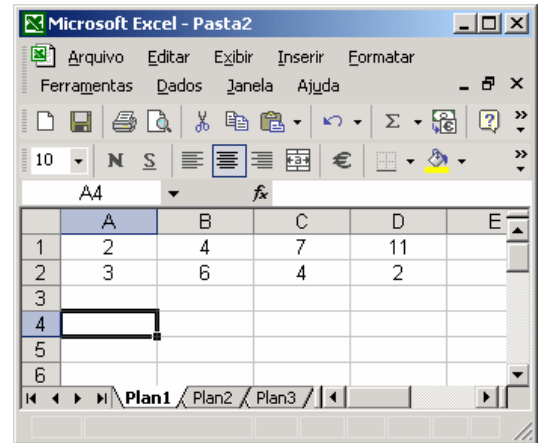 Microsoft Excel - Pasta2
Arquivo Editar Exibir Inserir Formatar
Ferramentas Dados Janela Ajuda
10 N S €
A4 fx
A B C D E
1 2 4 7 11
2 3 6 4 2
3
4
5
6
Plan1 Plan2 Plan3